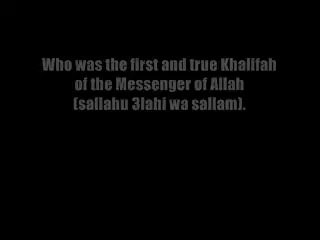 Who was the first and true Khalifah
of the Messenger of Allah
(sallahu 3lahi wa sallam).